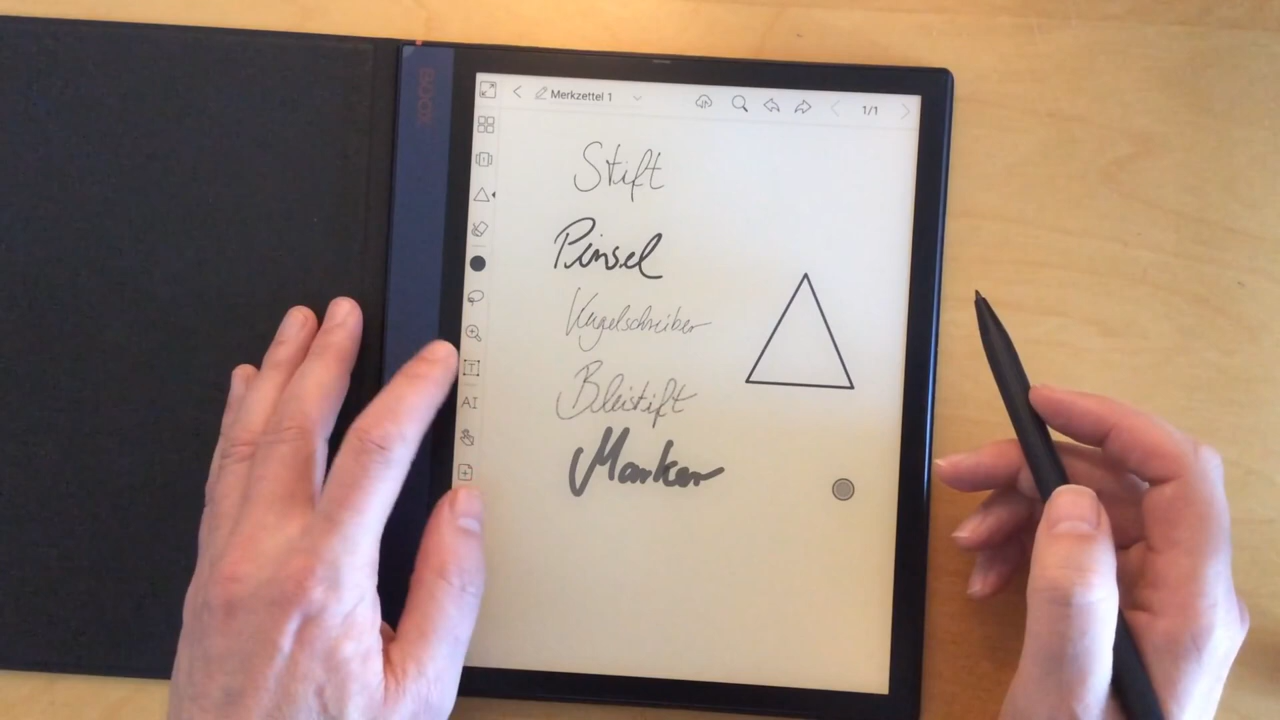 BOOX
Merkzettel 1
1/1
Stift
Pinsel
Kugelschreiber
Bleistift
Marker
T
AI